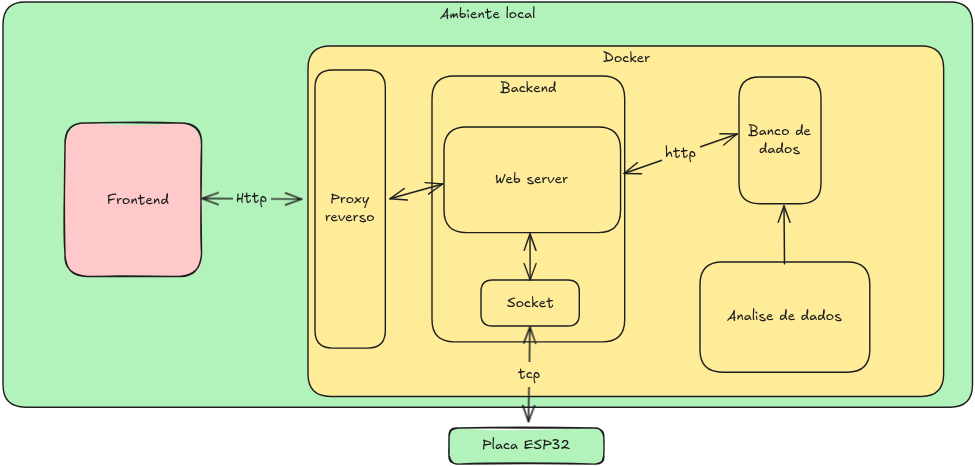 Ambiente local
Docker
Backend
Banco de
dados
http
Web server
Frontend
Http
Proxy
reverso
Socket
Analise de dados
tcp
Placa ESP32